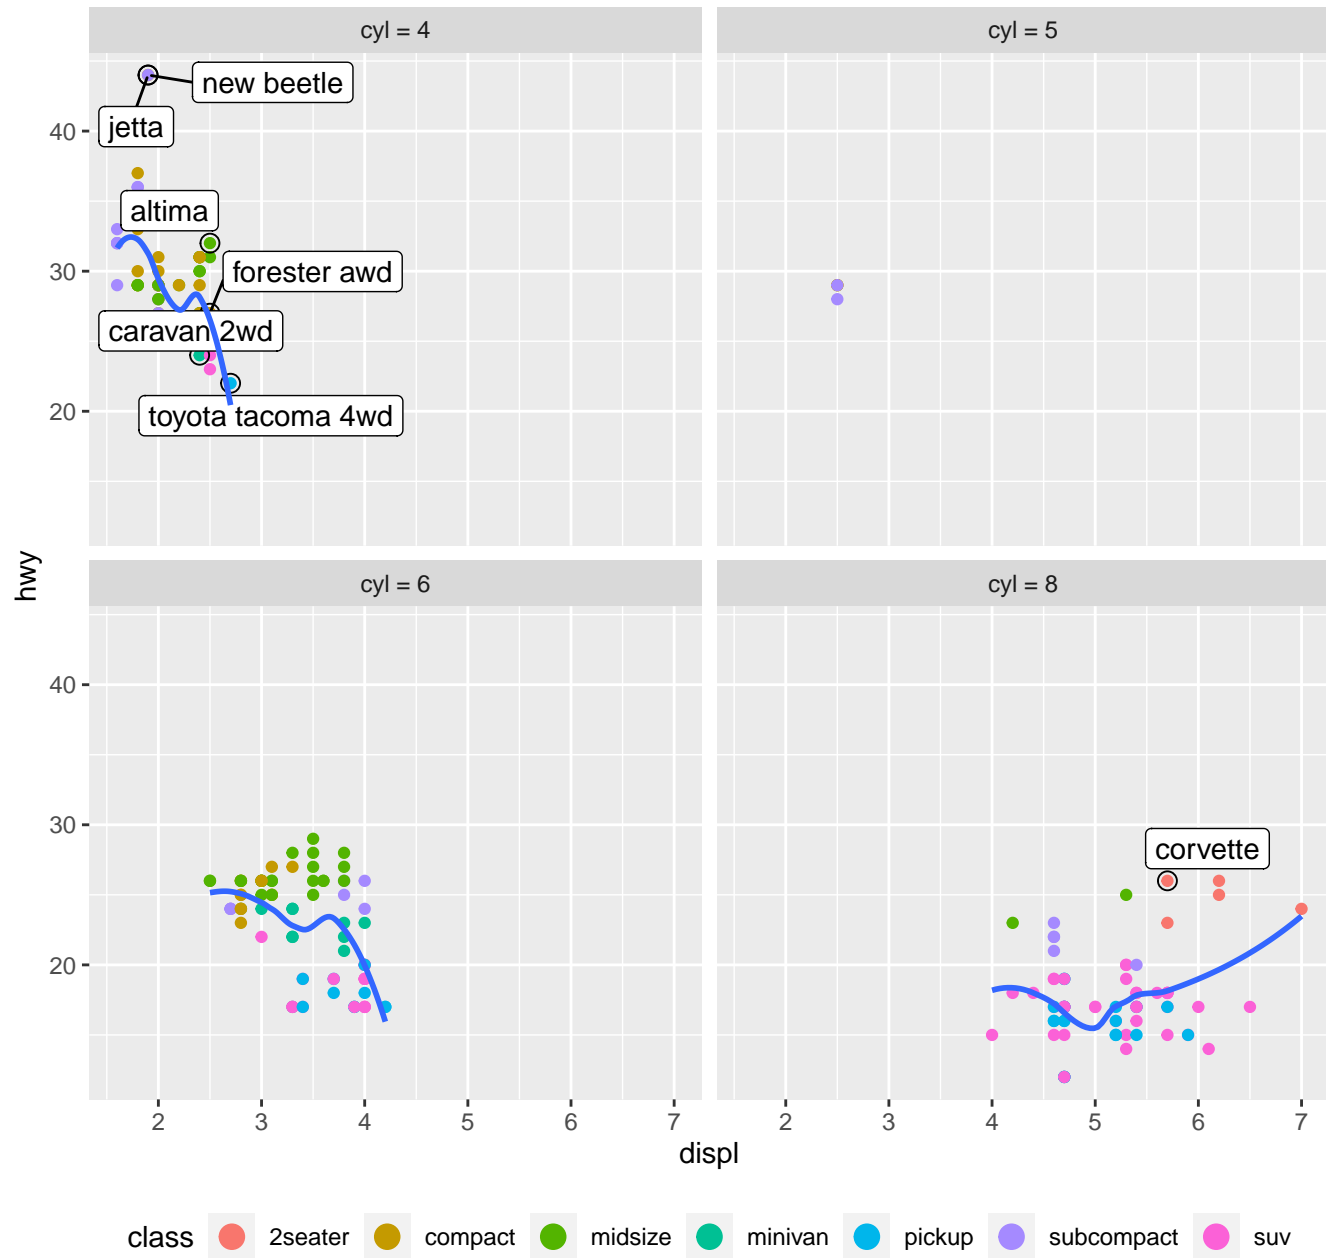 cyl = 4
cyl = 5
new beetle
jetta
40
altima
forester awd
30
caravan 2wd
20
toyota tacoma 4wd
hwy
cyl = 6
cyl = 8
40
30
corvette
20
2 3 4 5 6 7
2 3 4 5 6 7
displ
class 2seater compact midsize minivan pickup subcompact suv